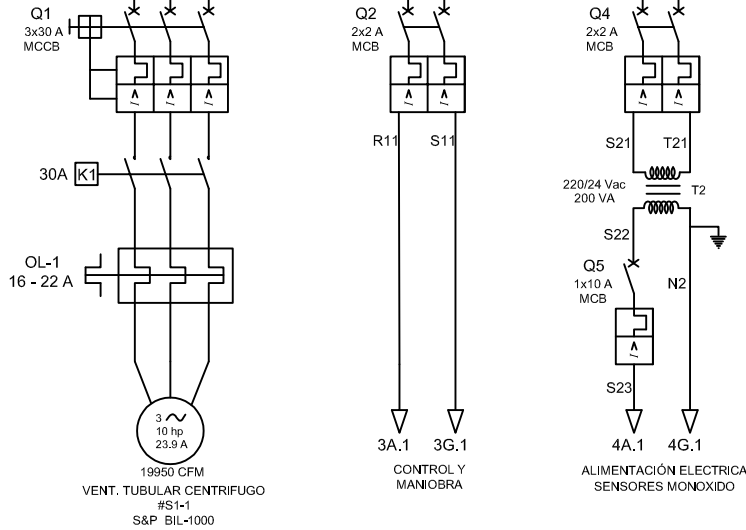 Q1
3x30 A
MCCB
30A K1
OL-1
16 - 22 A
3
10 hp
23.9 A
19950 CFM
VENT. TUBULAR CENTRIFUGO
#S1-1
S&P BIL-1000
Q2
2x2 A
MCB
R11 S11
3A.1 3G.1
CONTROL Y
MANIOBRA
Q4
2x2 A
MCB
S21 T21
220/24 Vac
200 VA
T2
S22
Q5
1x10 A
MCB
N2
S23
4A.1 4G.1
ALIMENTACIÓN ELECTRICA
SENSORES MONOXIDO